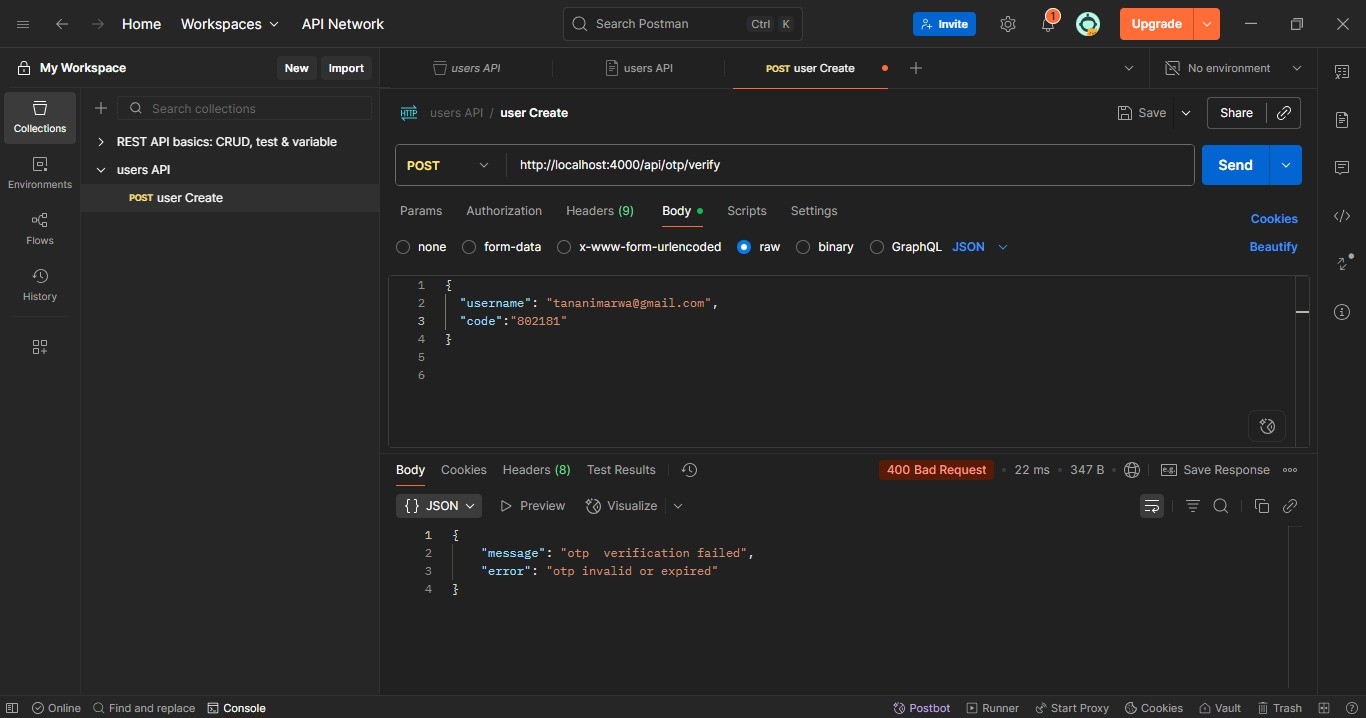 Home Workspaces API Network Search Postman Ctrl K Invite 1 Upgrade
My Workspace New Import users API users API POST user Create No environment
Collections
Environments
Flows
History
Search collections
REST API basics: CRUD, test & variable
users API
POST user Create
HTTP users API / user Create Save Share
POST http://localhost:4000/api/otp/verify Send
Params Authorization Headers (9) Body Scripts Settings Cookies
none form-data x-www-form-urlencoded raw binary GraphQL JSON Beautify
1 {
2 "username": "tananimarwa@gmail.com",
3 "code":"802181"
4 }
5
6
Body Cookies Headers (8) Test Results 400 Bad Request 22 ms 347 B e.g. Save Response
{} JSON Preview Visualize
1 {
2 "message": "otp  verification failed",
3 "error": "otp invalid or expired"
4 }
Online Find and replace Console Postbot Runner Start Proxy Cookies Vault Trash